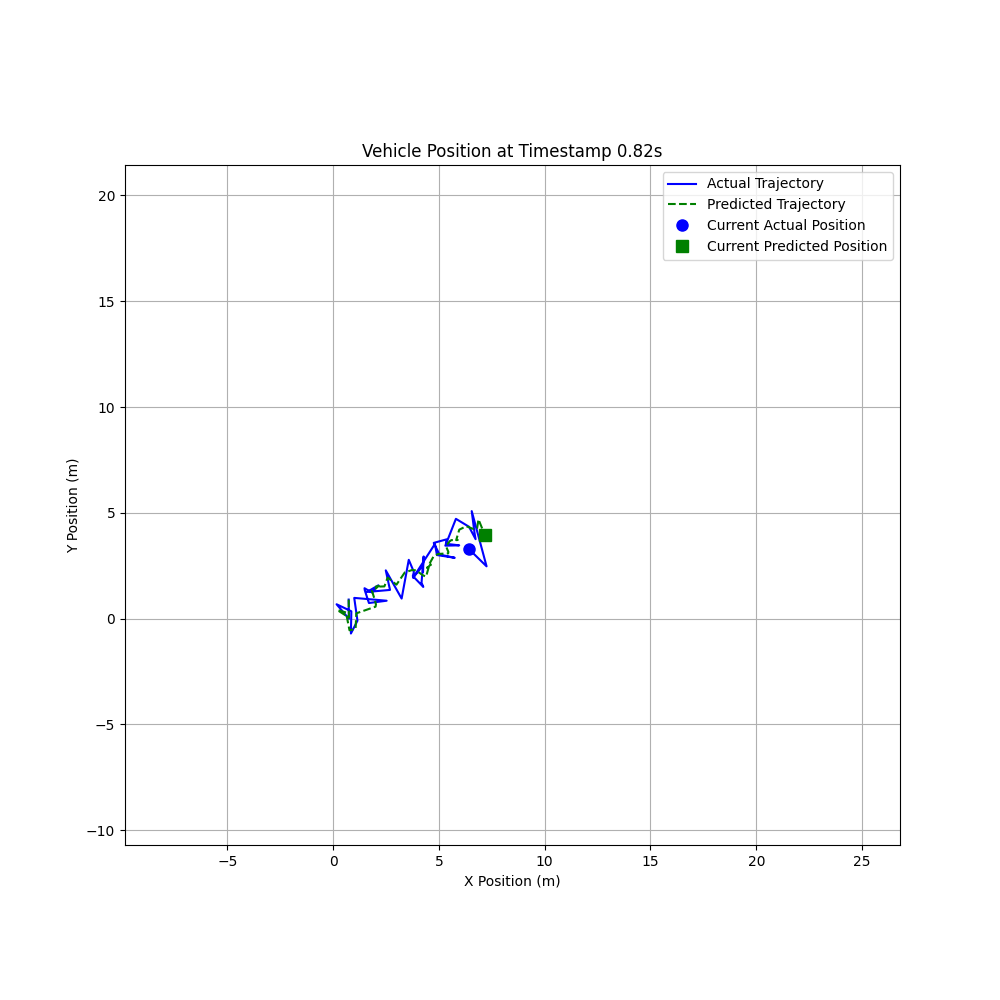 Vehicle Position at Timestamp 0.82s
Actual Trajectory
Predicted Trajectory
Current Actual Position
Current Predicted Position
20
15
10
5
0
−5
−10
Y Position (m)
−5 0 5 10 15 20 25
X Position (m)